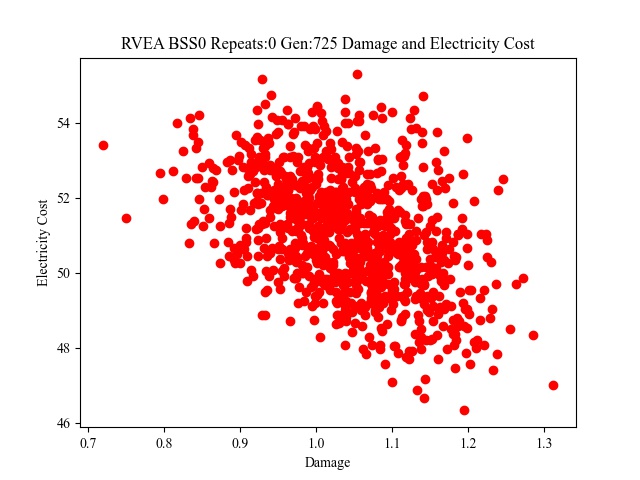 RVEA BSS0 Repeats:0 Gen:725 Damage and Electricity Cost
Electricity Cost
54
52
50
48
46
0.7 0.8 0.9 1.0 1.1 1.2 1.3
Damage